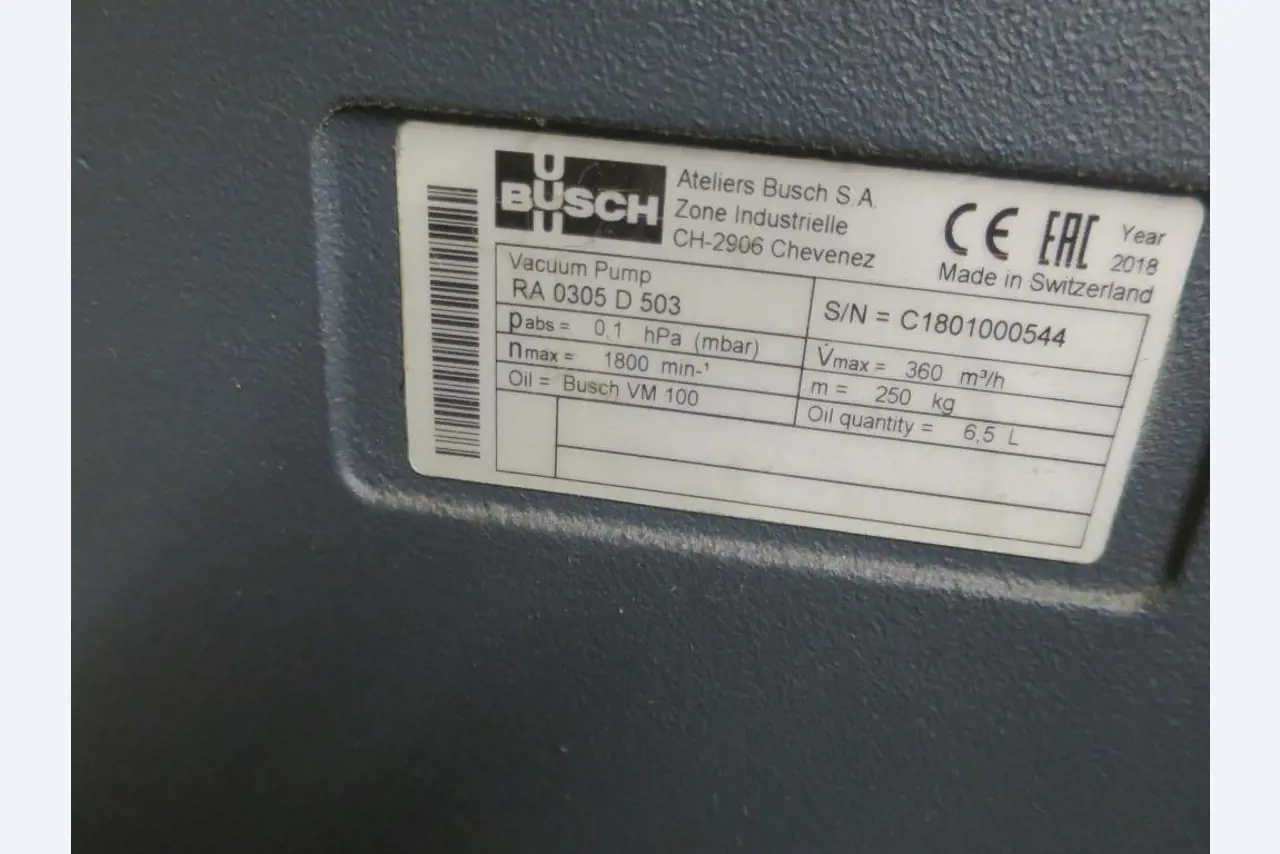 BUSCH
BUSCH
Ateliers Busch S.A.
Zone Industrielle
CH-2906 Chevenez
CE EAC
Year
2018
Made in Switzerland
Vacuum Pump
RA 0305 D 503
S/N = C1801000544
pabs = 0,1 hPa (mbar)
V̇max = 360 m³/h
nmax = 1800 min-¹
m = 250 kg
Oil = Busch VM 100
Oil quantity = 6,5 L